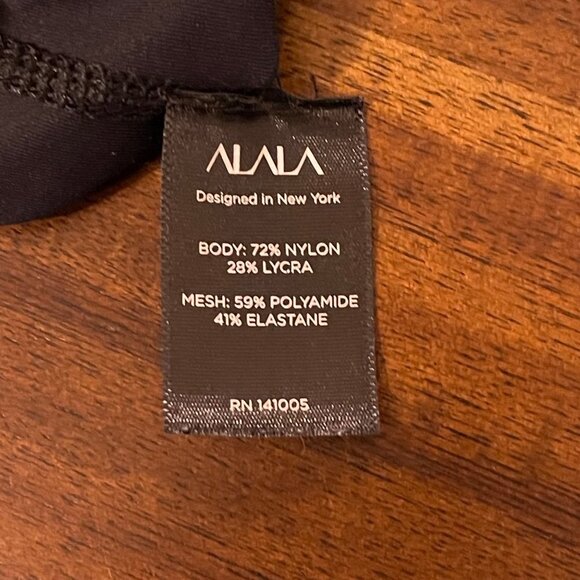 ALALA
Designed in New York
BODY: 72% NYLON
28% LYCRA
MESH: 59% POLYAMIDE
41% ELASTANE
RN 141005